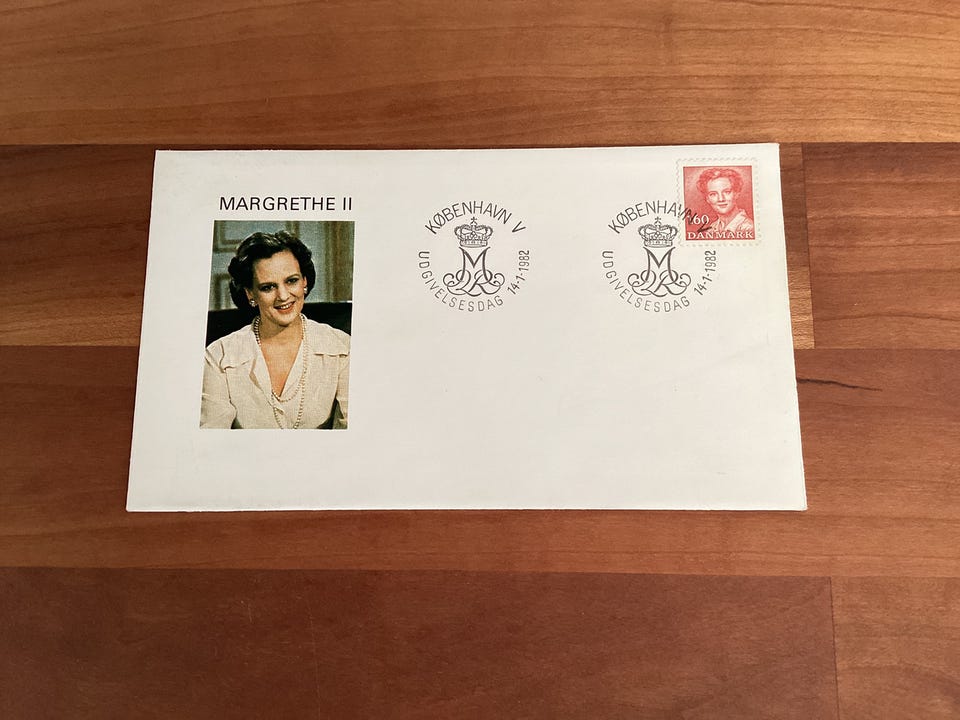 MARGRETHE II
KØBENHAVN V
UDGIVELSESDAG 14-1-1982
KØBENHAVN V
UDGIVELSESDAG 14-1-1982
160
DANMARK